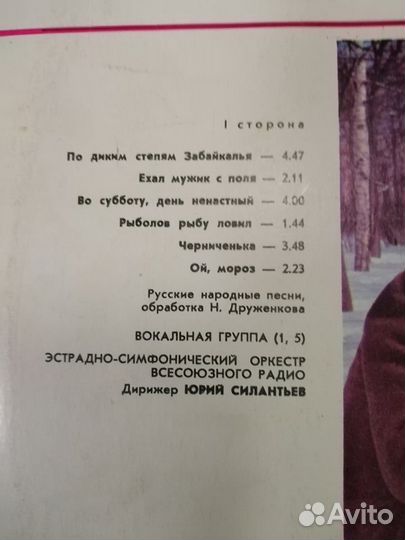 I сторона
По диким степям Забайкалья — 4.47
Ехал мужик с поля — 2.11
Во субботу, день ненастный — 4.00
Рыболов рыбу ловил — 1.44
Черниченька — 3.48
Ой, мороз — 2.23
Русские народные песни,
обработка Н. Друженкова
ВОКАЛЬНАЯ ГРУППА (1, 5)
ЭСТРАДНО-СИМФОНИЧЕСКИЙ ОРКЕСТР
ВСЕСОЮЗНОГО РАДИО
Дирижер ЮРИЙ СИЛАНТЬЕВ
Avito